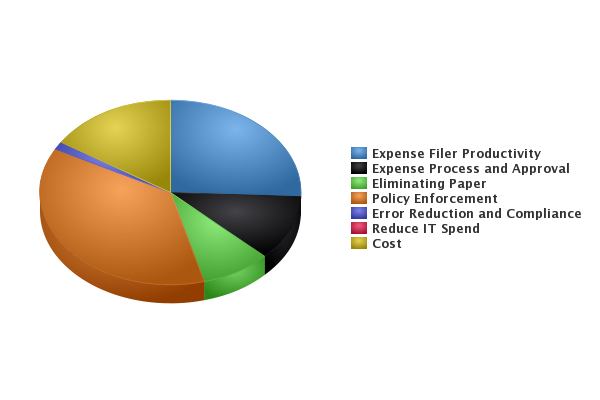 Expense Filer Productivity
Expense Process and Approval
Eliminating Paper
Policy Enforcement
Error Reduction and Compliance
Reduce IT Spend
Cost